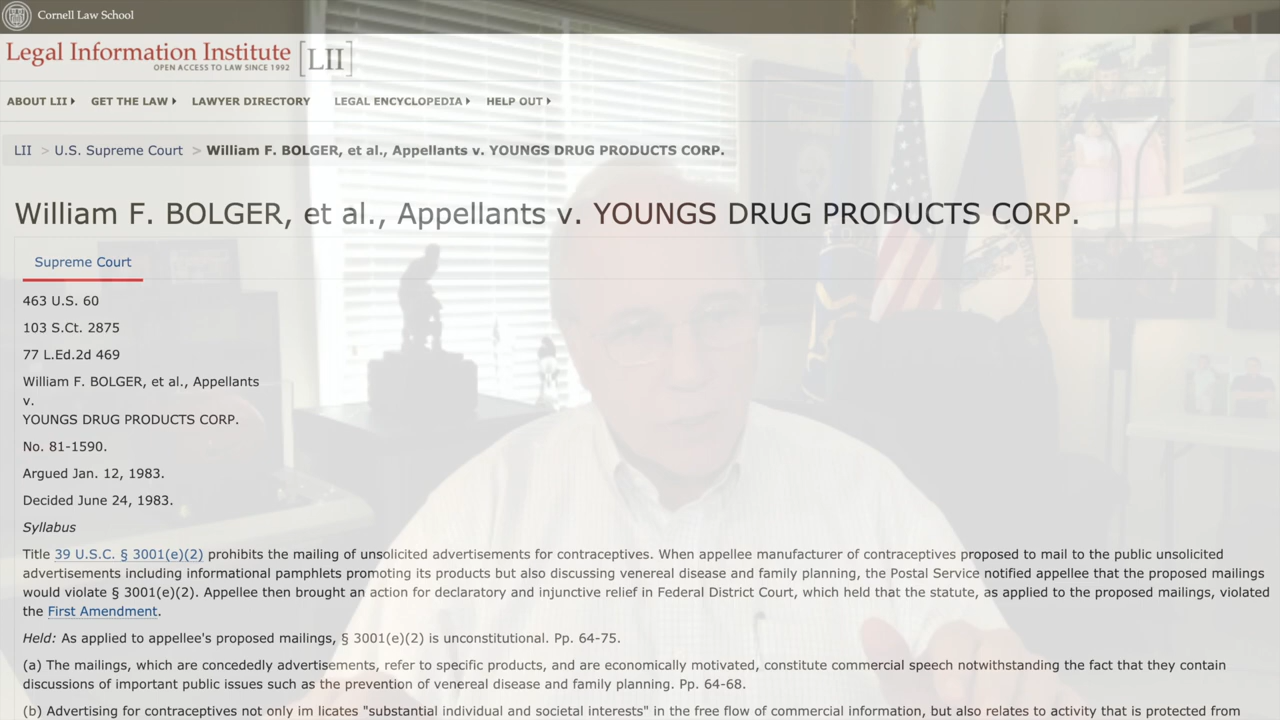 Cornell Law School
Legal Information Institute [LII]
OPEN ACCESS TO LAW SINCE 1992
ABOUT LII GET THE LAW LAWYER DIRECTORY LEGAL ENCYCLOPEDIA HELP OUT
LII > U.S. Supreme Court > William F. BOLGER, et al., Appellants v. YOUNGS DRUG PRODUCTS CORP.
William F. BOLGER, et al., Appellants v. YOUNGS DRUG PRODUCTS CORP.
Supreme Court
463 U.S. 60
103 S.Ct. 2875
77 L.Ed.2d 469
William F. BOLGER, et al., Appellants
v.
YOUNGS DRUG PRODUCTS CORP.
No. 81-1590.
Argued Jan. 12, 1983.
Decided June 24, 1983.
Syllabus
Title 39 U.S.C. § 3001(e)(2) prohibits the mailing of unsolicited advertisements for contraceptives. When appellee manufacturer of contraceptives proposed to mail to the public unsolicited
advertisements including informational pamphlets promoting its products but also discussing venereal disease and family planning, the Postal Service notified appellee that the proposed mailings
would violate § 3001(e)(2). Appellee then brought an action for declaratory and injunctive relief in Federal District Court, which held that the statute, as applied to the proposed mailings, violated
the First Amendment.
Held: As applied to appellee's proposed mailings, § 3001(e)(2) is unconstitutional. Pp. 64-75.
(a) The mailings, which are concededly advertisements, refer to specific products, and are economically motivated, constitute commercial speech notwithstanding the fact that they contain
discussions of important public issues such as the prevention of venereal disease and family planning. Pp. 64-68.
(b) Advertising for contraceptives not only im licates "substantial individual and societal interests" in the free flow of commercial information, but also relates to activity that is protected from